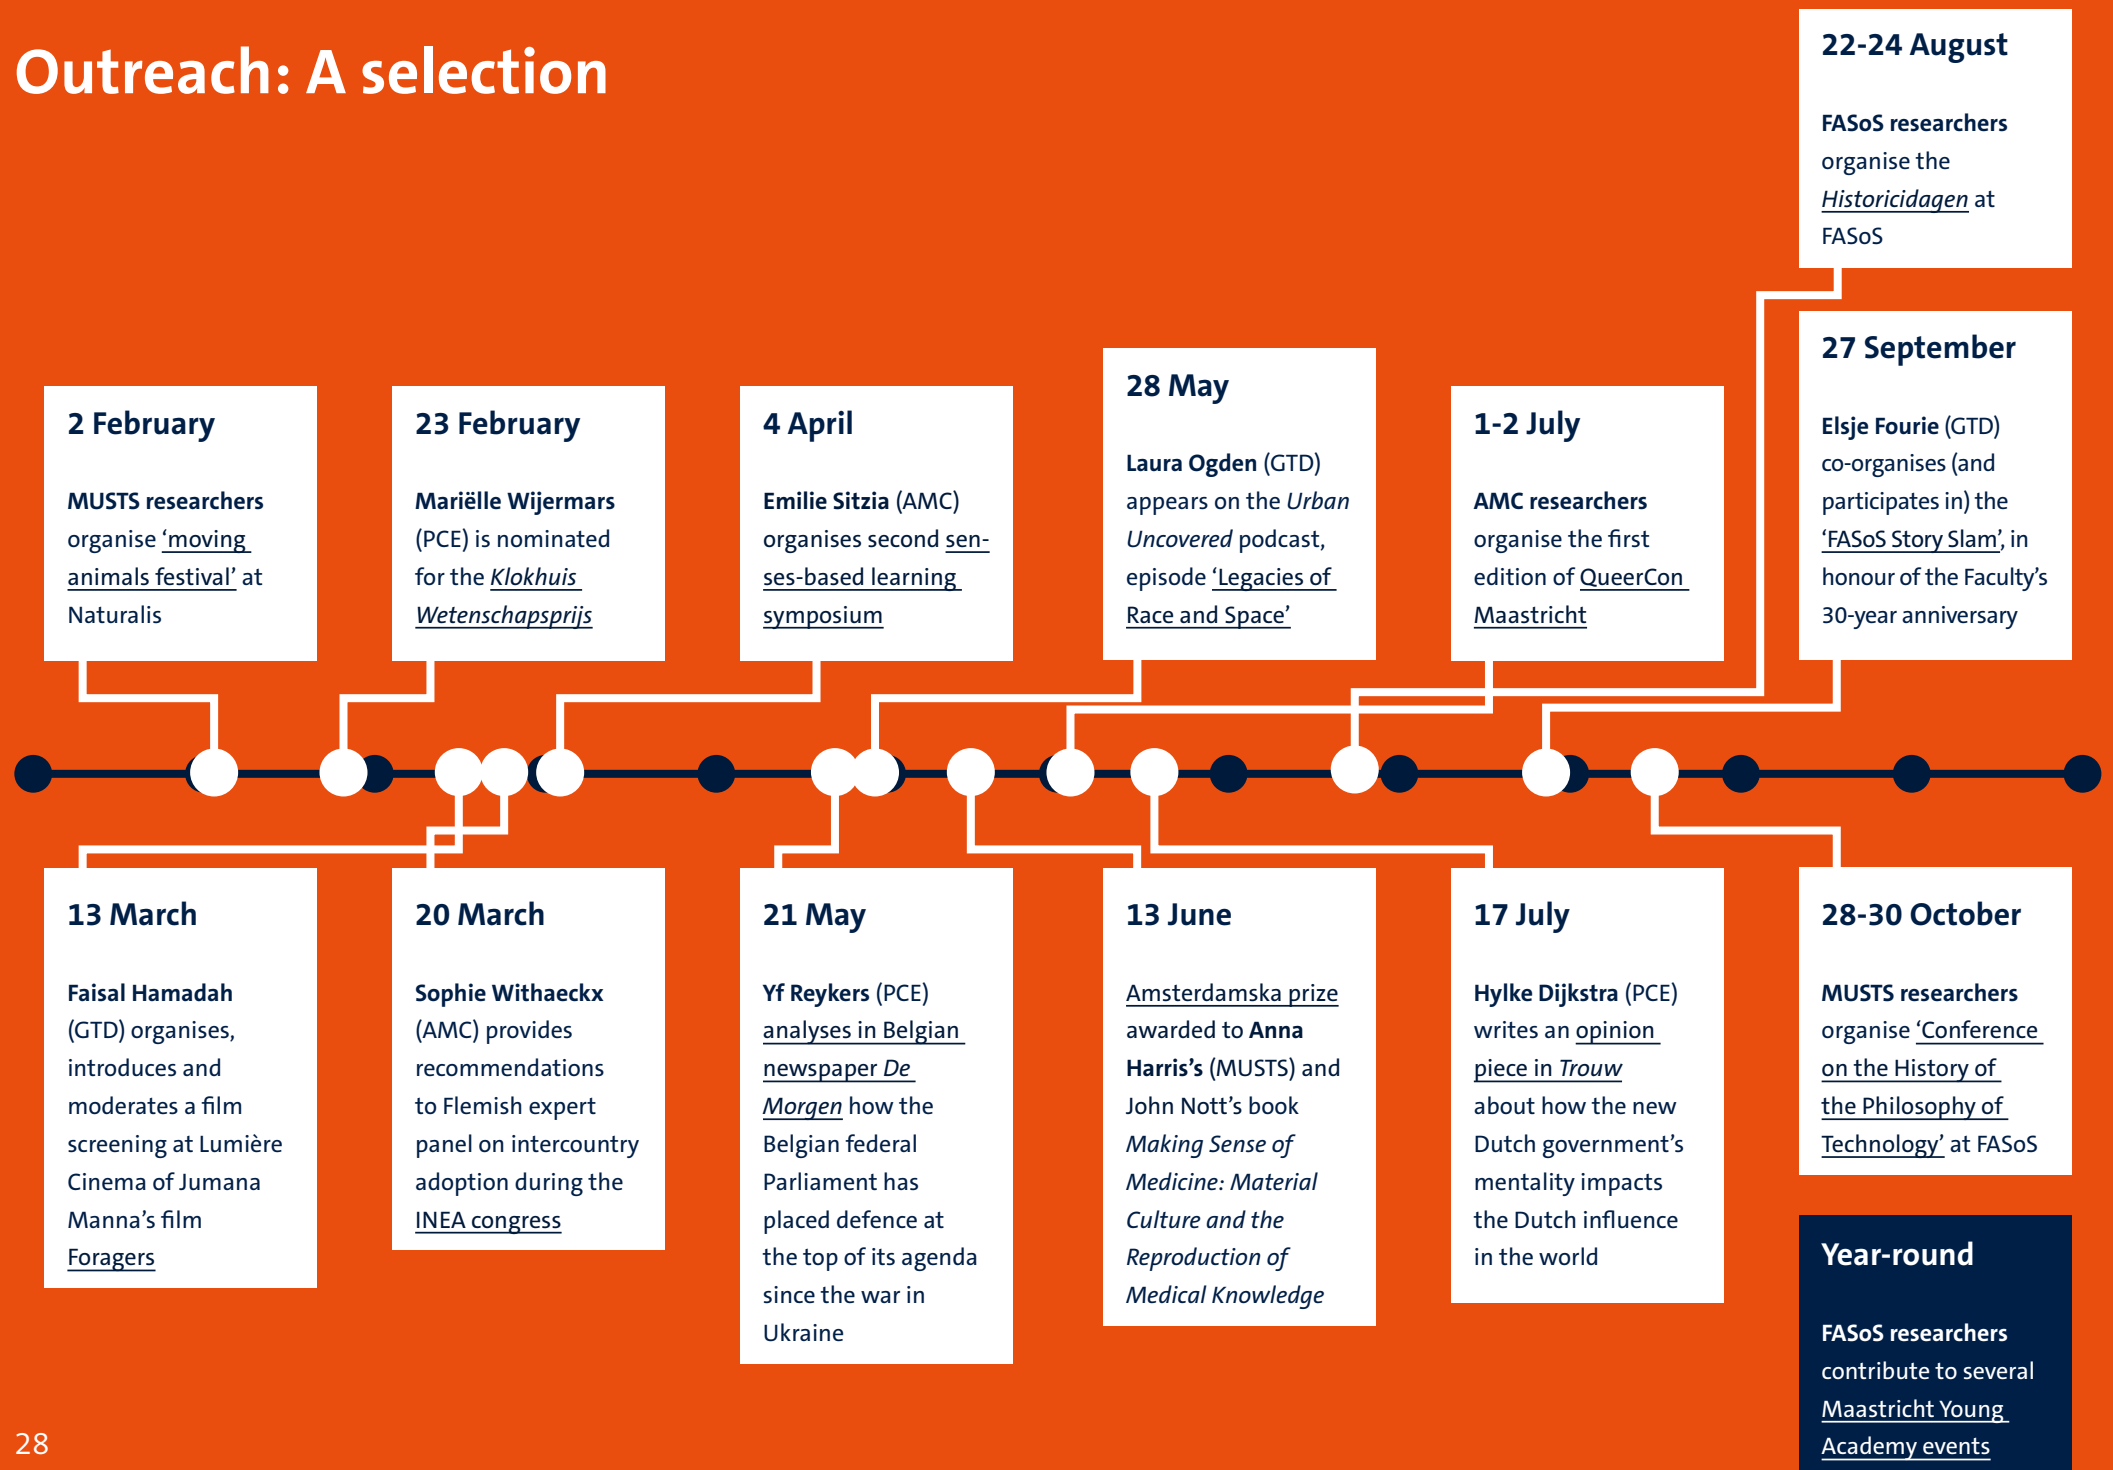 Outreach: A selection
22-24 August
FASoS researchers
organise the
Historicidagen at
FASoS
2 February
MUSTS researchers
organise ‘moving
animals festival’ at
Naturalis
23 February
Mariëlle Wijermars
(PCE) is nominated
for the Klokhuis
Wetenschapsprijs
4 April
Emilie Sitzia (AMC)
organises second sen-
ses-based learning
symposium
28 May
Laura Ogden (GTD)
appears on the Urban
Uncovered podcast,
episode ‘Legacies of
Race and Space’
1-2 July
AMC researchers
organise the first
edition of QueerCon
Maastricht
27 September
Elsje Fourie (GTD)
co-organises (and
participates in) the
‘FASoS Story Slam’, in
honour of the Faculty’s
30-year anniversary
13 March
Faisal Hamadah
(GTD) organises,
introduces and
moderates a film
screening at Lumière
Cinema of Jumana
Manna’s film
Foragers
20 March
Sophie Withaeckx
(AMC) provides
recommendations
to Flemish expert
panel on intercountry
adoption during the
INEA congress
21 May
Yf Reykers (PCE)
analyses in Belgian
newspaper De
Morgen how the
Belgian federal
Parliament has
placed defence at
the top of its agenda
since the war in
Ukraine
13 June
Amsterdamska prize
awarded to Anna
Harris’s (MUSTS) and
John Nott’s book
Making Sense of
Medicine: Material
Culture and the
Reproduction of
Medical Knowledge
17 July
Hylke Dijkstra (PCE)
writes an opinion
piece in Trouw
about how the new
Dutch government’s
mentality impacts
the Dutch influence
in the world
28-30 October
MUSTS researchers
organise ‘Conference
on the History of
the Philosophy of
Technology’ at FASoS
Year-round
FASoS researchers
contribute to several
Maastricht Young
Academy events
28